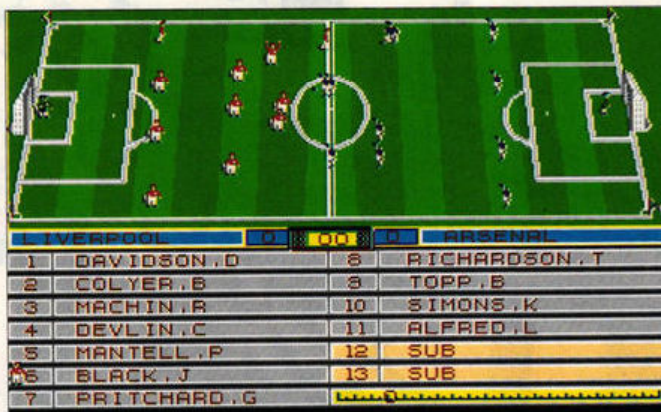 LIVERPOOL 0 00 0 ARSENAL
1 DAVIDSON.D 8 RICHARDSON.T
2 COLYER.B 9 TOPP.B
3 MACHIN.R 10 SIMONS.K
4 DEVLIN.C 11 ALFRED.L
5 MANTELL.P 12 SUB
6 BLACK.J 13 SUB
7 PRITCHARD.G